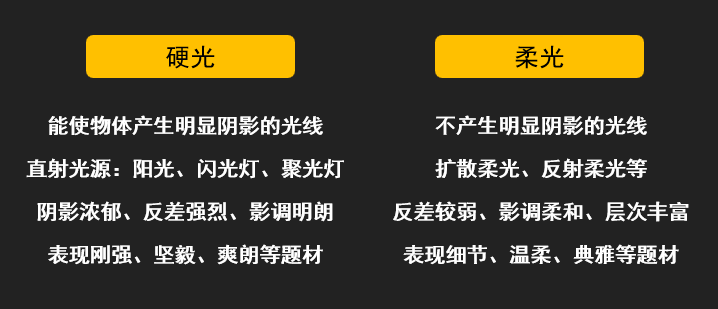 硬光
能使物体产生明显阴影的光线
直射光源：阳光、闪光灯、聚光灯
阴影浓郁、反差强烈、影调明朗
表现刚强、坚毅、爽朗等题材
柔光
不产生明显阴影的光线
扩散柔光、反射柔光等
反差较弱、影调柔和、层次丰富
表现细节、温柔、典雅等题材